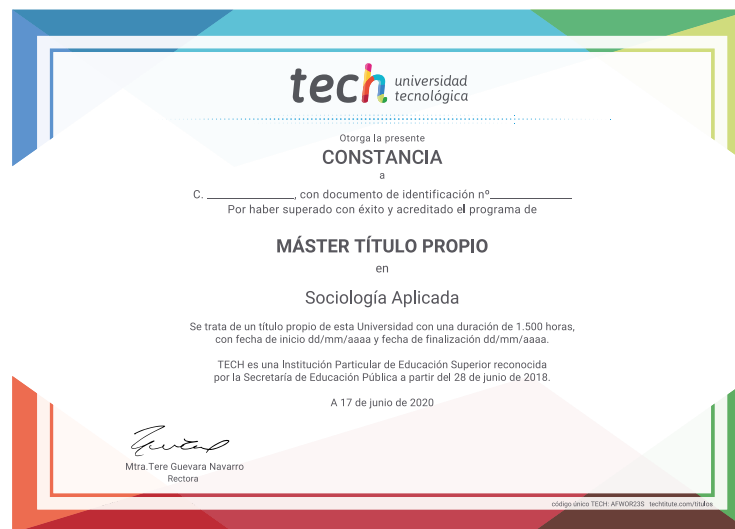 tech universidad
tecnológica
Otorga la presente
CONSTANCIA
a
C. ________________, con documento de identificación nº______________
Por haber superado con éxito y acreditado el programa de
MÁSTER TÍTULO PROPIO
en
Sociología Aplicada
Se trata de un título propio de esta Universidad con una duración de 1.500 horas,
con fecha de inicio dd/mm/aaaa y fecha de finalización dd/mm/aaaa.
TECH es una Institución Particular de Educación Superior reconocida
por la Secretaría de Educación Pública a partir del 28 de junio de 2018.
A 17 de junio de 2020
Mtra.Tere Guevara Navarro
Rectora
código único TECH: AFWOR23S techtitute.com/titulos